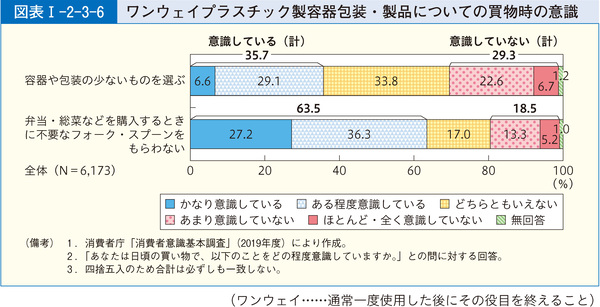 図表Ⅰ-2-3-6 ワンウェイプラスチック製容器包装・製品についての買物時の意識
意識している（計） 意識していない（計）
35.7 29.3
容器や包装の少ないものを選ぶ 6.6 29.1 33.8 22.6 6.7 1.2
63.5 18.5
弁当・総菜などを購入するとき
に不要なフォーク・スプーンを
もらわない
27.2 36.3 17.0 13.3 5.2 1.0
全体（N＝6,173） 0 20 40 60 80 100
（%）
かなり意識している ある程度意識している どちらともいえない
あまり意識していない ほとんど・全く意識していない 無回答
（備考） 1．消費者庁「消費者意識基本調査」（2019年度）により作成。
2．「あなたは日頃の買い物で、以下のことをどの程度意識していますか。」との問に対する回答。
3．四捨五入のため合計は必ずしも一致しない。
（ワンウェイ……通常一度使用した後にその役目を終えること）